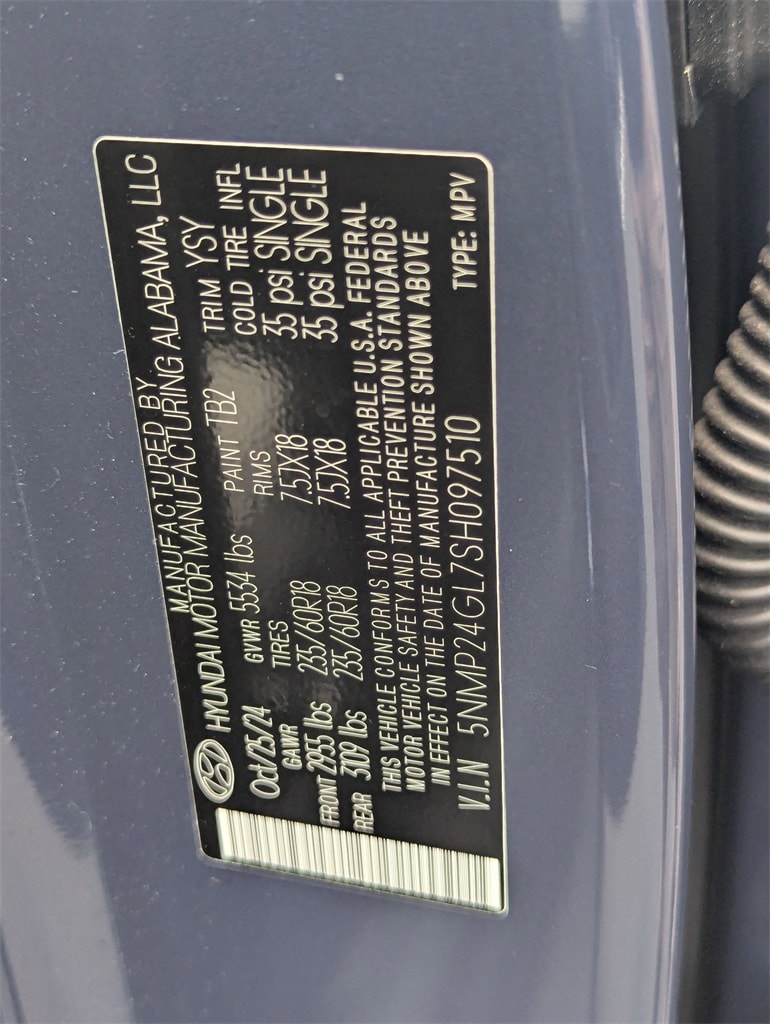 MANUFACTURED BY
HYUNDAI MOTOR MANUFACTURING ALABAMA, LLC
Oct/25/24 GVWR 5534 lbs PAINT TB2 TRIM YSY
GAWR TIRES RIMS COLD TIRE INFL
FRONT 2955 lbs 235/60R18 7.5JX18 35 psi SINGLE
REAR 3109 lbs 235/60R18 7.5JX18 35 psi SINGLE
THIS VEHICLE CONFORMS TO ALL APPLICABLE U.S.A. FEDERAL
MOTOR VEHICLE SAFETY AND THEFT PREVENTION STANDARDS
IN EFFECT ON THE DATE OF MANUFACTURE SHOWN ABOVE
V.I.N 5NMP24GL7SH097510 TYPE: MPV